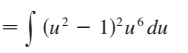 = ∫ (u² − 1)²u⁶ du